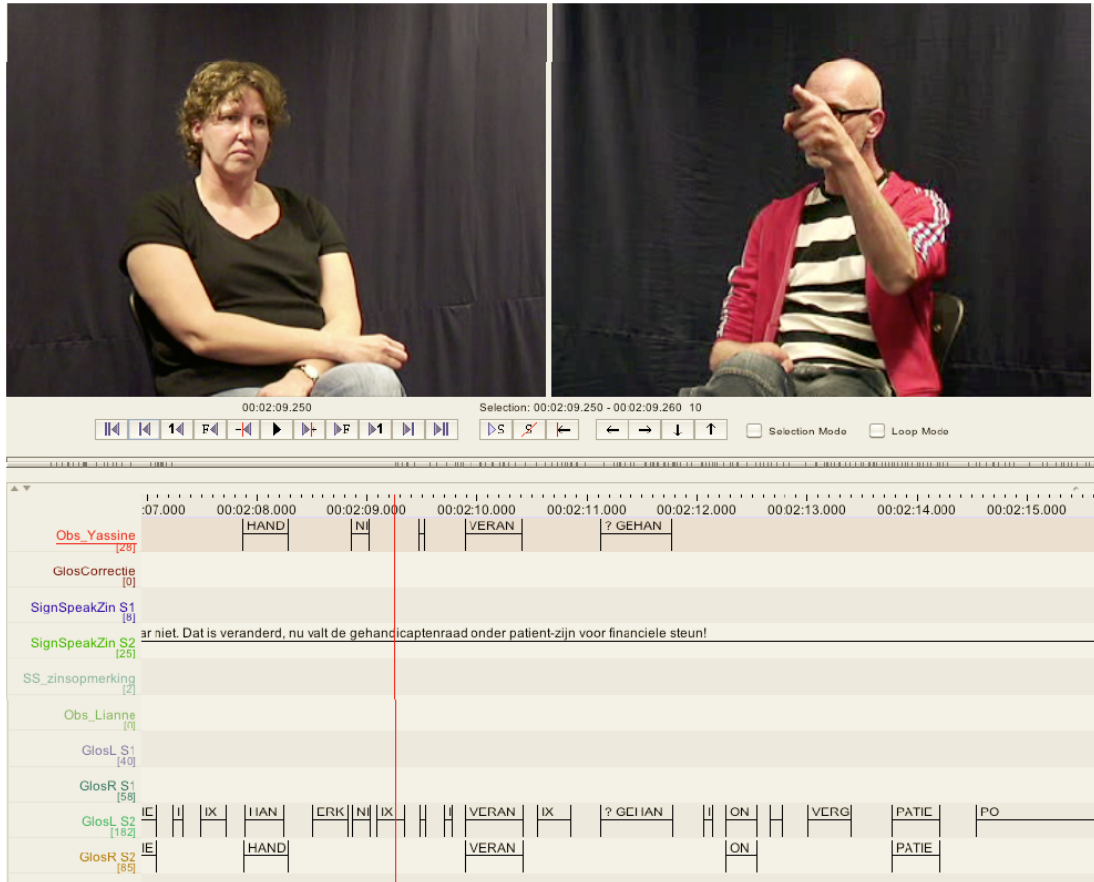 00:02:09.250 Selection: 00:02:09.250 - 00:02:09.260 10
1 F F 1 S S Selection Mode Loop Mode
:07.000 00:02:08.000 00:02:09.000 00:02:10.000 00:02:11.000 00:02:12.000 00:02:13.000 00:02:14.000 00:02:15.000
Obs_Yassine HAND NI VERAN ? GEHAN
[28]
GlosCorrectie
[0]
SignSpeakZin S1
[8]
SignSpeakZin S2 ar niet. Dat is veranderd, nu valt de gehandicaptenraad onder patient-zijn voor financiele steun!
[25]
SS_zinsopmerking
[2]
Obs_Lianne
[0]
GlosL S1
[40]
GlosR S1
[58]
GlosL S2 IE I IX HAN ERK NI IX I VERAN IX ? GEHAN I ON VERG PATIE PO
[182]
GlosR S2 IE HAND VERAN ON PATIE
[85]